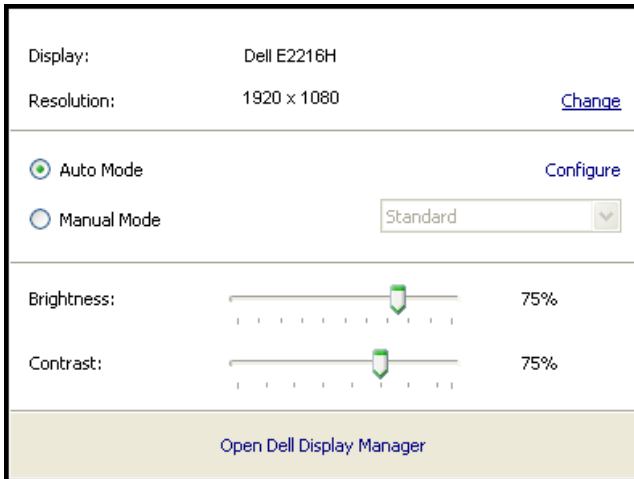 Display: Dell E2216H
Resolution: 1920 x 1080 Change
Auto Mode Configure
Manual Mode Standard
Brightness: 75%
Contrast: 75%
Open Dell Display Manager